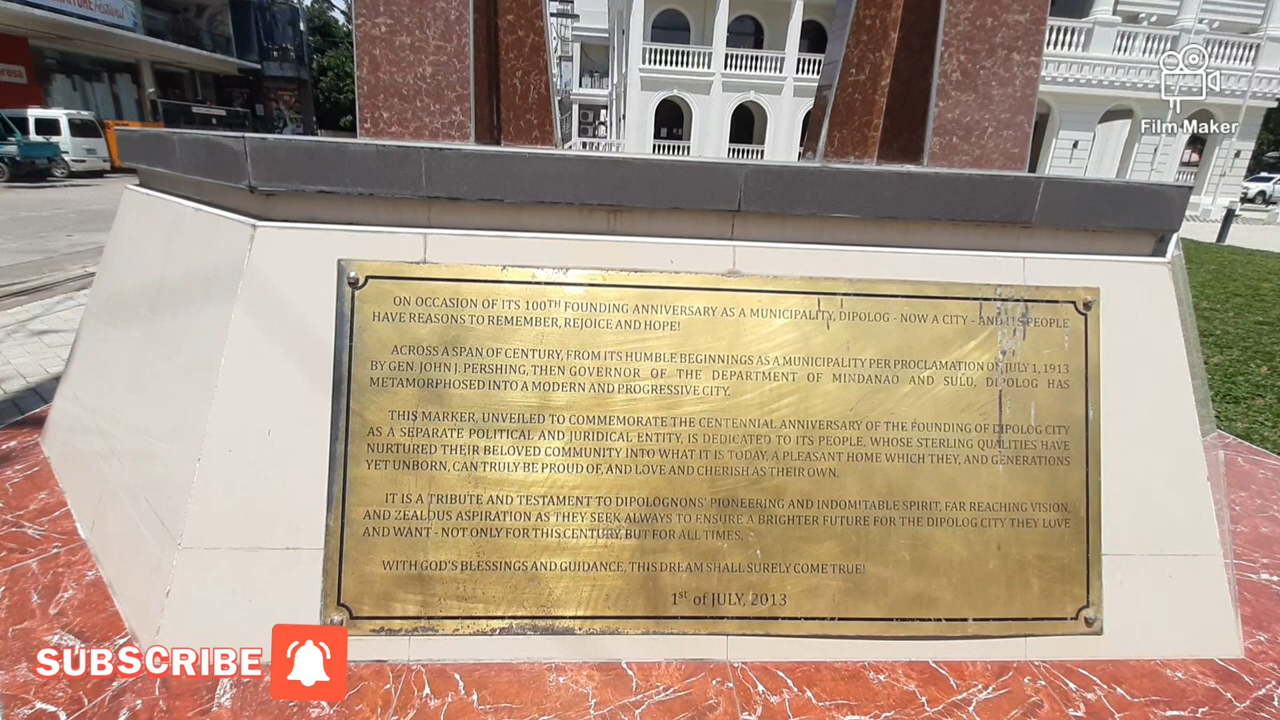 Festival
press
Film Maker
ON OCCASION OF ITS 100TH FOUNDING ANNIVERSARY AS A MUNICIPALITY, DIPOLOG - NOW A CITY - AND ITS PEOPLE
HAVE REASONS TO REMEMBER, REJOICE AND HOPE!
ACROSS A SPAN OF CENTURY, FROM ITS HUMBLE BEGINNINGS AS A MUNICIPALITY PER PROCLAMATION OF JULY 1, 1913
BY GEN. JOHN J. PERSHING, THEN GOVERNOR OF THE DEPARTMENT OF MINDANAO AND SULU, DIPOLOG HAS
METAMORPHOSED INTO A MODERN AND PROGRESSIVE CITY.
THIS MARKER, UNVEILED TO COMMEMORATE THE CENTENNIAL ANNIVERSARY OF THE FOUNDING OF DIPOLOG CITY
AS A SEPARATE POLITICAL AND JURIDICAL ENTITY, IS DEDICATED TO ITS PEOPLE, WHOSE STERLING QUALITIES HAVE
NURTURED THEIR BELOVED COMMUNITY INTO WHAT IT IS TODAY, A PLEASANT HOME WHICH THEY, AND GENERATIONS
YET UNBORN, CAN TRULY BE PROUD OF, AND LOVE AND CHERISH AS THEIR OWN.
IT IS A TRIBUTE AND TESTAMENT TO DIPOLOGNONS' PIONEERING AND INDOMITABLE SPIRIT, FAR REACHING VISION,
AND ZEALOUS ASPIRATION AS THEY SEEK ALWAYS TO ENSURE A BRIGHTER FUTURE FOR THE DIPOLOG CITY THEY LOVE
AND WANT - NOT ONLY FOR THIS CENTURY, BUT FOR ALL TIMES.
WITH GOD'S BLESSINGS AND GUIDANCE, THIS DREAM SHALL SURELY COME TRUE!
1st of JULY, 2013
SUBSCRIBE